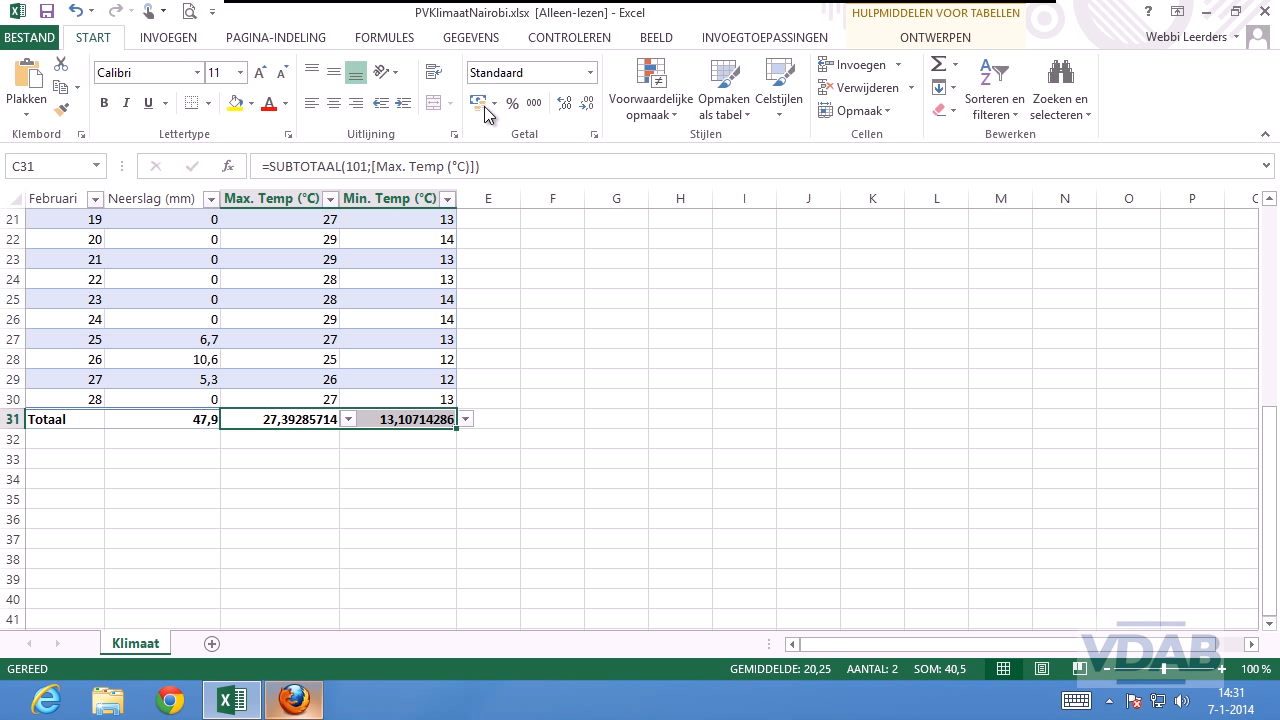 PVKlimaatNairobi.xlsx [Alleen-lezen] - Excel
HULPMIDDELEN VOOR TABELLEN
BESTAND START INVOEGEN PAGINA-INDELING FORMULES GEGEVENS CONTROLEREN BEELD INVOEGTOEPASSINGEN ONTWERPEN Webbi Leerders
Plakken
Calibri 11
B I U A
Standaard
% 000
Voorwaardelijke opmaak
Opmaken als tabel
Celstijlen
Invoegen
Verwijderen
Opmaak
Sorteren en filteren
Zoeken en selecteren
Klembord Lettertype Uitlijning Getal Stijlen Cellen Bewerken
C31 fx =SUBTOTAAL(101;[Max. Temp (°C)])
Februari Neerslag (mm) Max. Temp (°C) Min. Temp (°C) E F G H I J K L M N O P
21 19 0 27 13
22 20 0 29 14
23 21 0 29 13
24 22 0 28 13
25 23 0 28 14
26 24 0 29 14
27 25 6,7 27 13
28 26 10,6 25 12
29 27 5,3 26 12
30 28 0 27 13
31 Totaal 47,9 27,39285714 13,10714286
32
33
34
35
36
37
38
39
40
41
Klimaat
VDAB
GEREED GEMIDDELDE: 20,25 AANTAL: 2 SOM: 40,5 100 %
14:31
7-1-2014